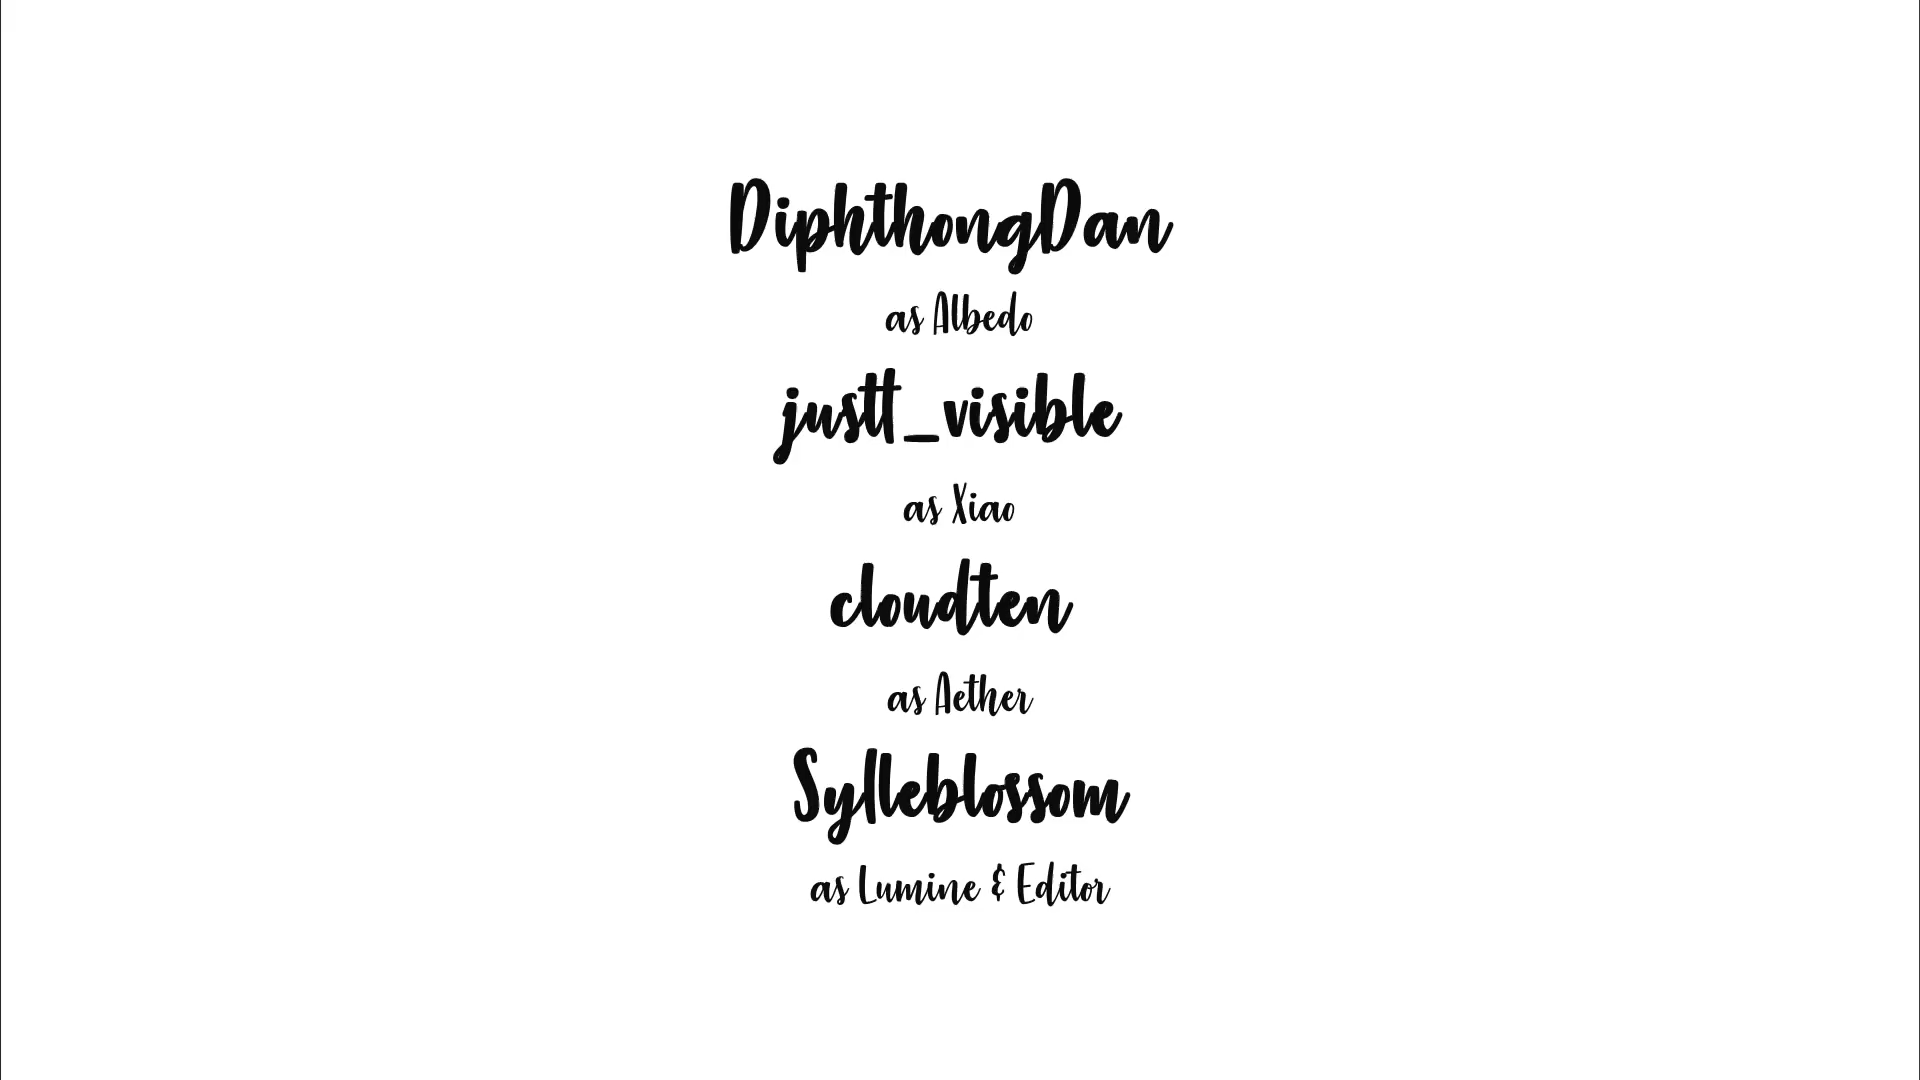 DiphthongDan
as Albedo
justt_visible
as Xiao
cloudten
as Aether
Sylleblossom
as Lumine & Editor